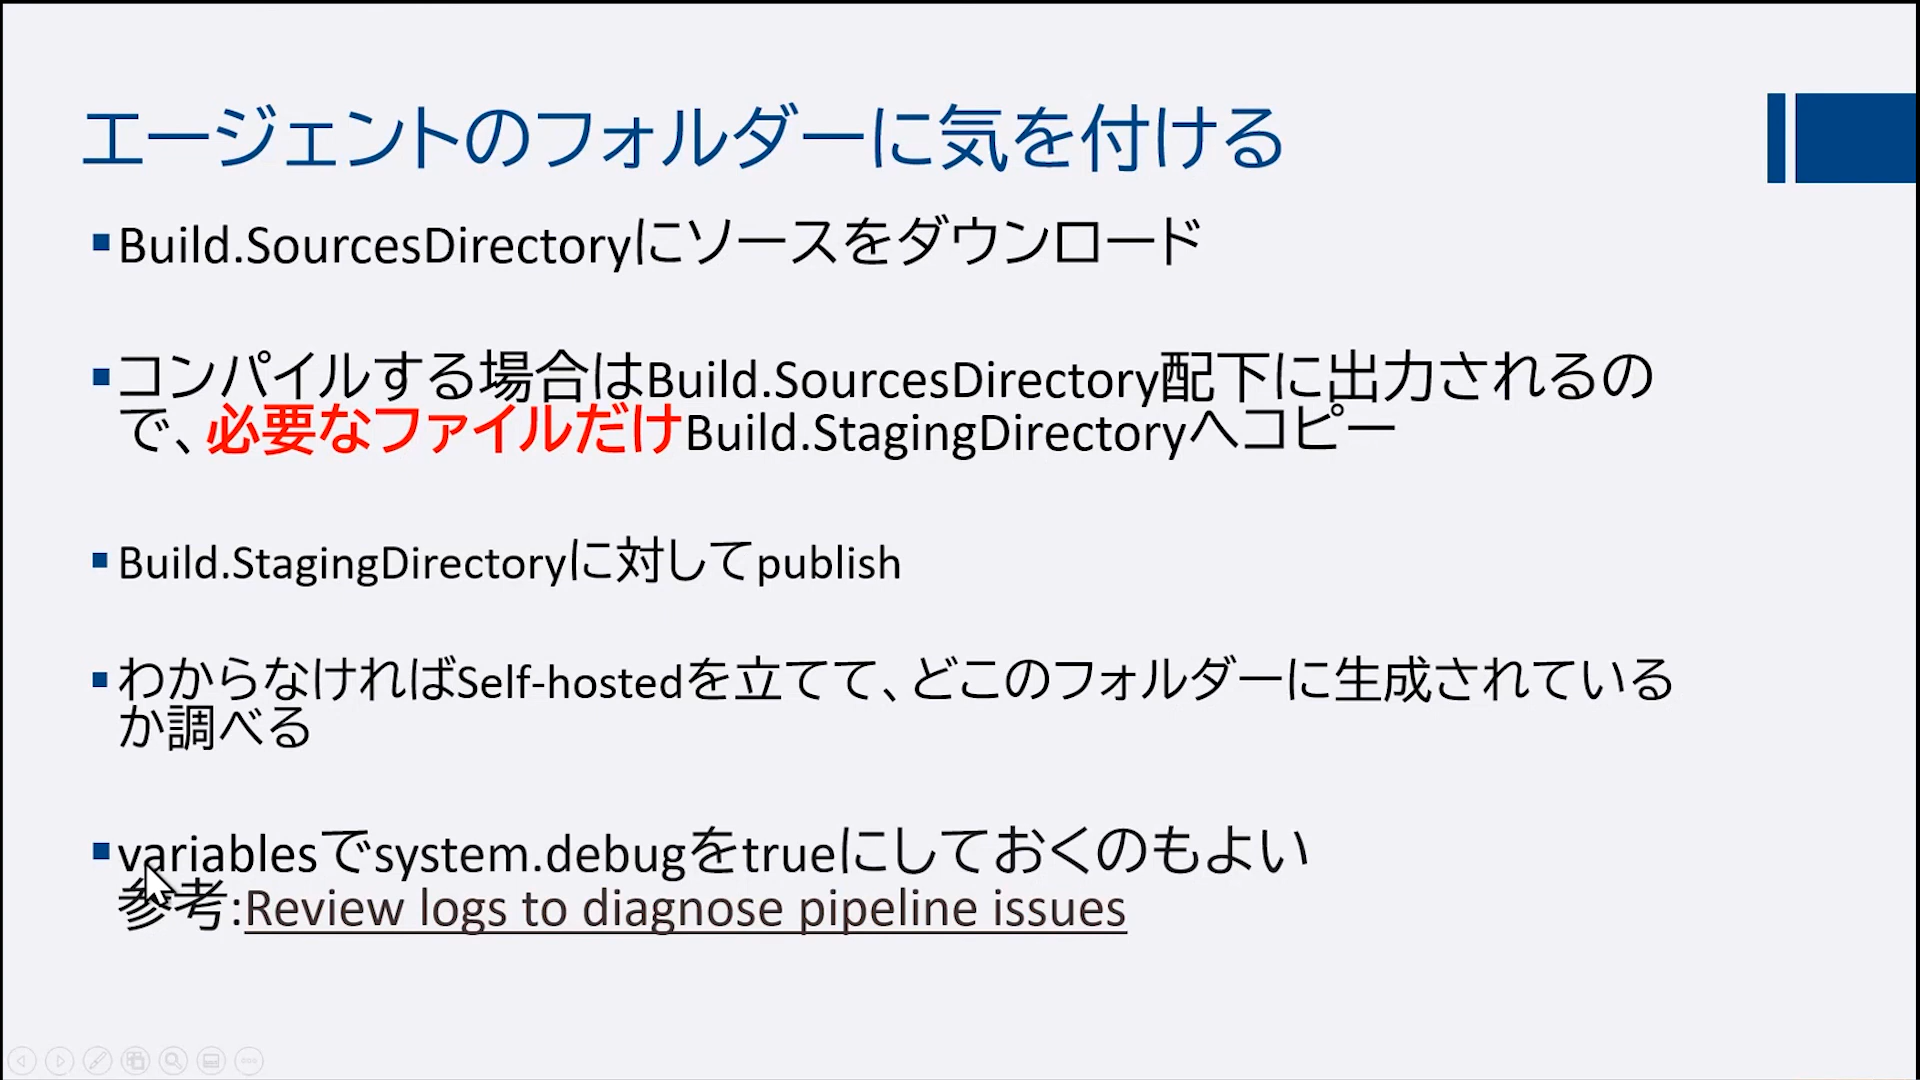 エージェントのフォルダーに気を付ける
Build.SourcesDirectoryにソースをダウンロード
コンパイルする場合はBuild.SourcesDirectory配下に出力されるの
で、必要なファイルだけBuild.StagingDirectoryへコピー
Build.StagingDirectoryに対してpublish
わからなければSelf-hostedを立てて、どこのフォルダーに生成されている
か調べる
variablesでsystem.debugをtrueにしておくのもよい
参考:Review logs to diagnose pipeline issues